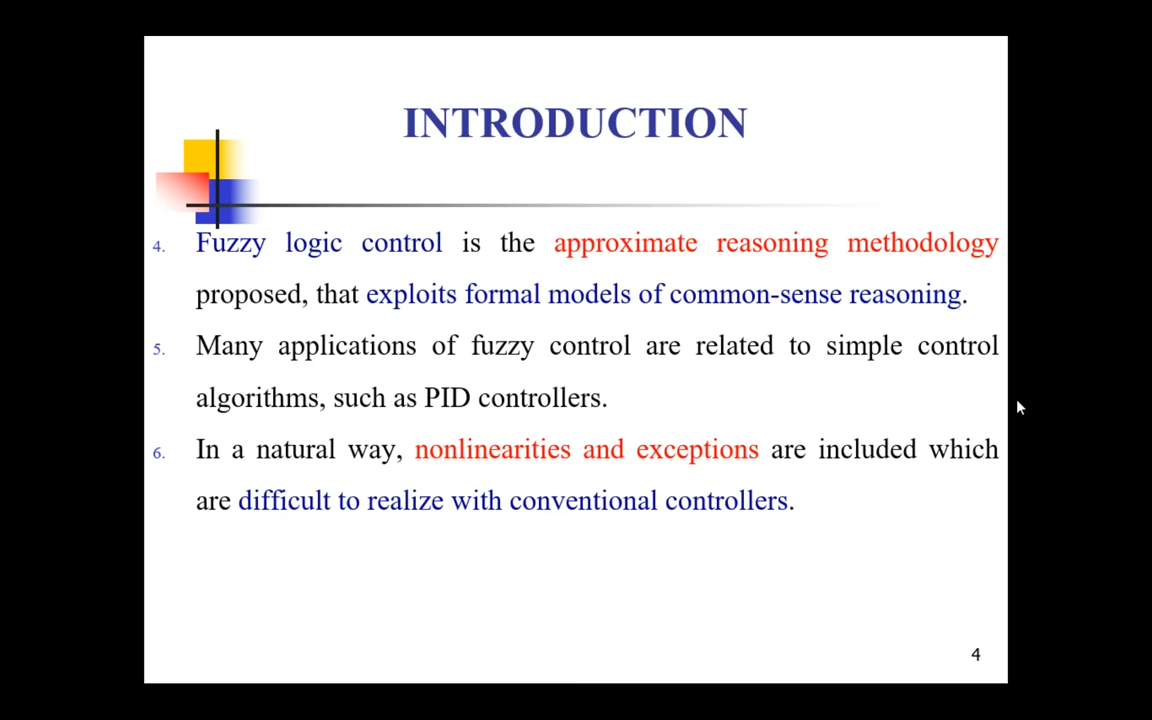 INTRODUCTION
4. Fuzzy logic control is the approximate reasoning methodology
proposed, that exploits formal models of common-sense reasoning.
5. Many applications of fuzzy control are related to simple control
algorithms, such as PID controllers.
6. In a natural way, nonlinearities and exceptions are included which
are difficult to realize with conventional controllers.
4